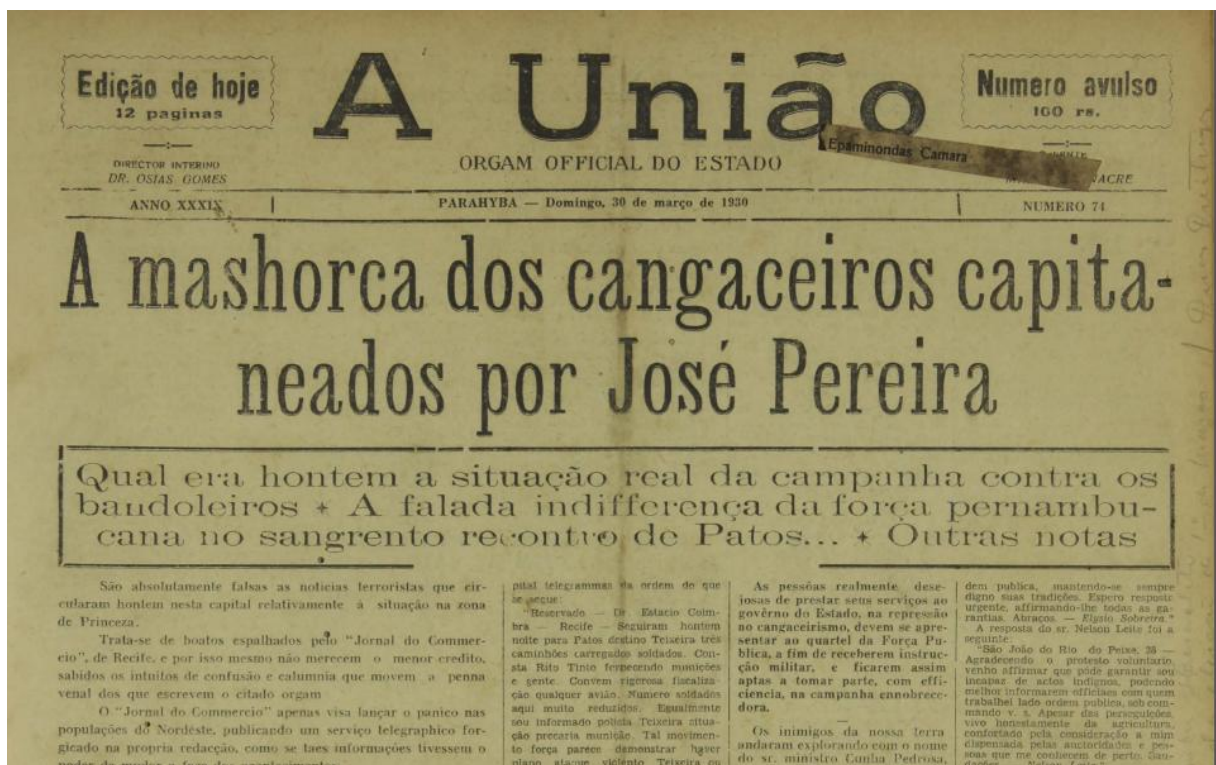 Edição de hoje
12 paginas
A União
Numero avulso
100 rs.
DIRECTOR INTERINO
DR. OSIAS GOMES
ORGAM OFFICIAL DO ESTADO
Epaminondas Camara
ANNO XXXIX
PARAHYBA — Domingo, 30 de março de 1930
NUMERO 74
A mashorca dos cangaceiros capita-
neados por José Pereira
Qual era hontem a situação real da campanha contra os
bandoleiros * A falada indifferença da força pernambu-
cana no sangrento recontro de Patos... * Outras notas
São absolutamente falsas as noticias terroristas que cir-
cularam hontem nesta capital relativamente á situação na zona
de Princeza.
Trata-se de boatos espalhados pelo "Jornal do Commer-
cio", de Recife, e por isso mesmo não merecem o menor credito,
sabidos os intuitos de confusão e calumnia que movem a penna
venal dos que escrevem o citado orgam
O "Jornal do Commercio" apenas visa lançar o panico nas
populações do Nordéste, publicando um serviço telegraphico for-
gicado na propria redacção, como se taes informações tivessem o
pital telegrammas da ordem do que
se segue:
"Reservado — Dr. Estacio Coim-
bra — Recife — Seguiram hontem
noite para Patos destino Teixeira três
caminhões carregados soldados. Con-
sta Rito Tinto fornecendo munições
e gente. Convem rigorosa fiscaliza-
ção qualquer avião. Numero soldados
aqui muito reduzidos. Egualmente
sou informado polista Teixeira situa-
ção precaria munição. Tal movimen-
to força parece demonstrar haver
plano ataque violento Teixeira ou
As pessôas realmente dese-
josas de prestar seus serviços ao
govêrno do Estado, na repressão
no cangaceirismo, devem se apre-
sentar ao quartel da Força Pu-
blica, a fim de receberem instruc-
ção militar, e ficarem assim
aptas a tomar parte, com effi-
ciencia, na campanha ennobrece-
dora.
Os inimigos da nossa terra
andaram explorando com o nome
do sr. ministro Cunha Pedrosa,
dem publica, mantendo-se sempre
digno suas tradições. Espero resposta
urgente, affirmando-lhe todas as ga-
rantias. Abraços. — Elysio Sobreira."
A resposta do sr. Nelson Leite foi a
seguinte:
"São João do Rio do Peixe, 28 —
Agradecendo o protesto voluntario,
venho affirmar que póde garantir sou
incapaz de actos indignos, podendo
melhor informarem officiaes com quem
trabalhei lado ordem publica, sob com-
mando v. s. Apesar das perseguições,
vivo honestamente da agricultura,
confortado pela consideração a mim
dispensada pelas auctoridades e pes-
soas que me conhecem de perto. Sau-